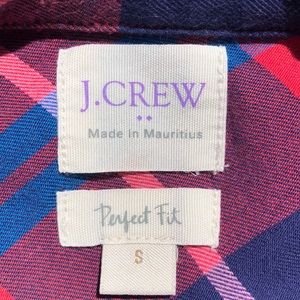 J.CREW
Made In Mauritius
Perfect Fit
S